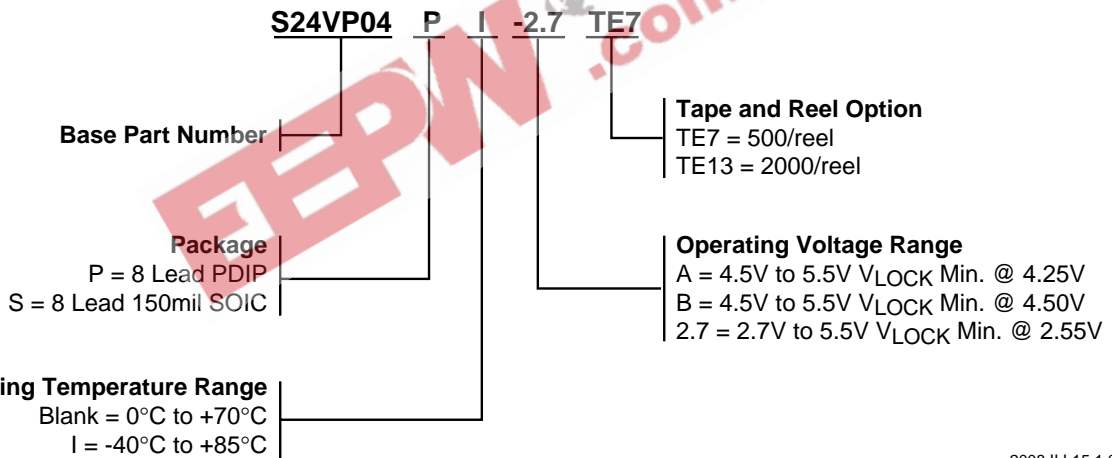 S24VP04 P I -2.7 TE7
EEPW .com
Base Part Number
Tape and Reel Option
TE7 = 500/reel
TE13 = 2000/reel
Package
P = 8 Lead PDIP
S = 8 Lead 150mil SOIC
Operating Voltage Range
A = 4.5V to 5.5V VLOCK Min. @ 4.25V
B = 4.5V to 5.5V VLOCK Min. @ 4.50V
2.7 = 2.7V to 5.5V VLOCK Min. @ 2.55V
ing Temperature Range
Blank = 0°C to +70°C
I = -40°C to +85°C